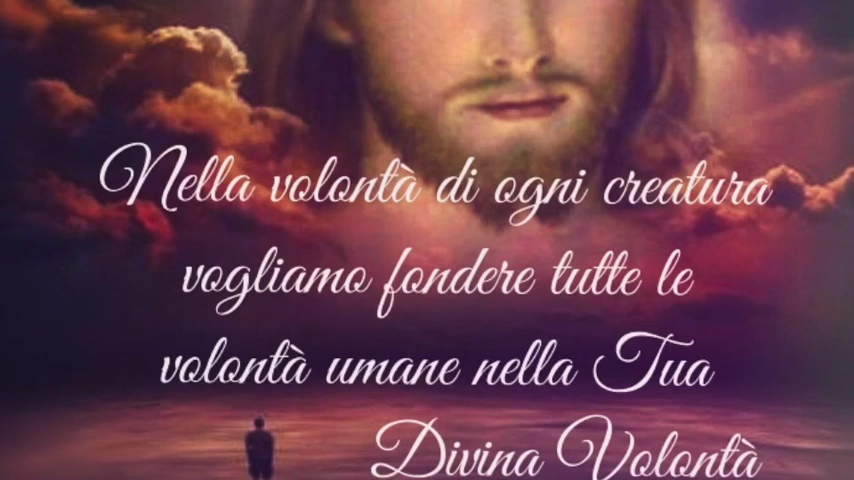 Nella volontà di ogni creatura
vogliamo fondere tutte le
volontà umane nella Tua
Divina Volontà